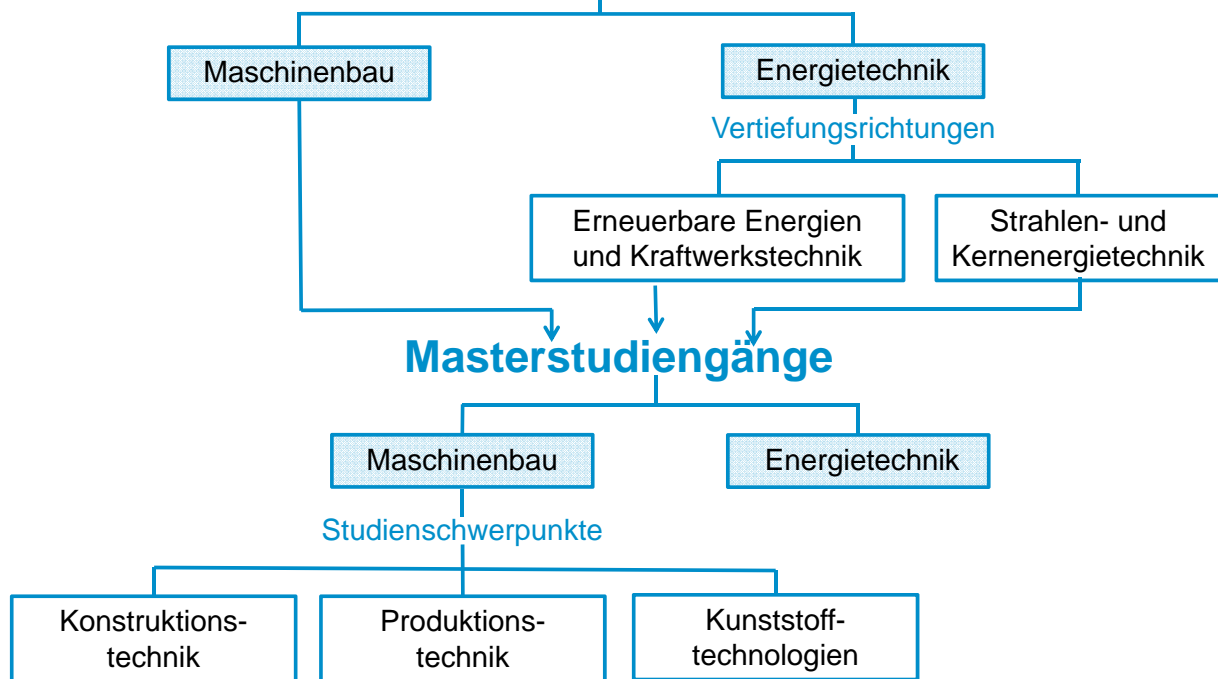 Maschinenbau
Energietechnik
Vertiefungsrichtungen
Erneuerbare Energien
und Kraftwerkstechnik
Strahlen- und
Kernenergietechnik
Masterstudiengänge
Maschinenbau
Energietechnik
Studienschwerpunkte
Konstruktions-
technik
Produktions-
technik
Kunststoff-
technologien